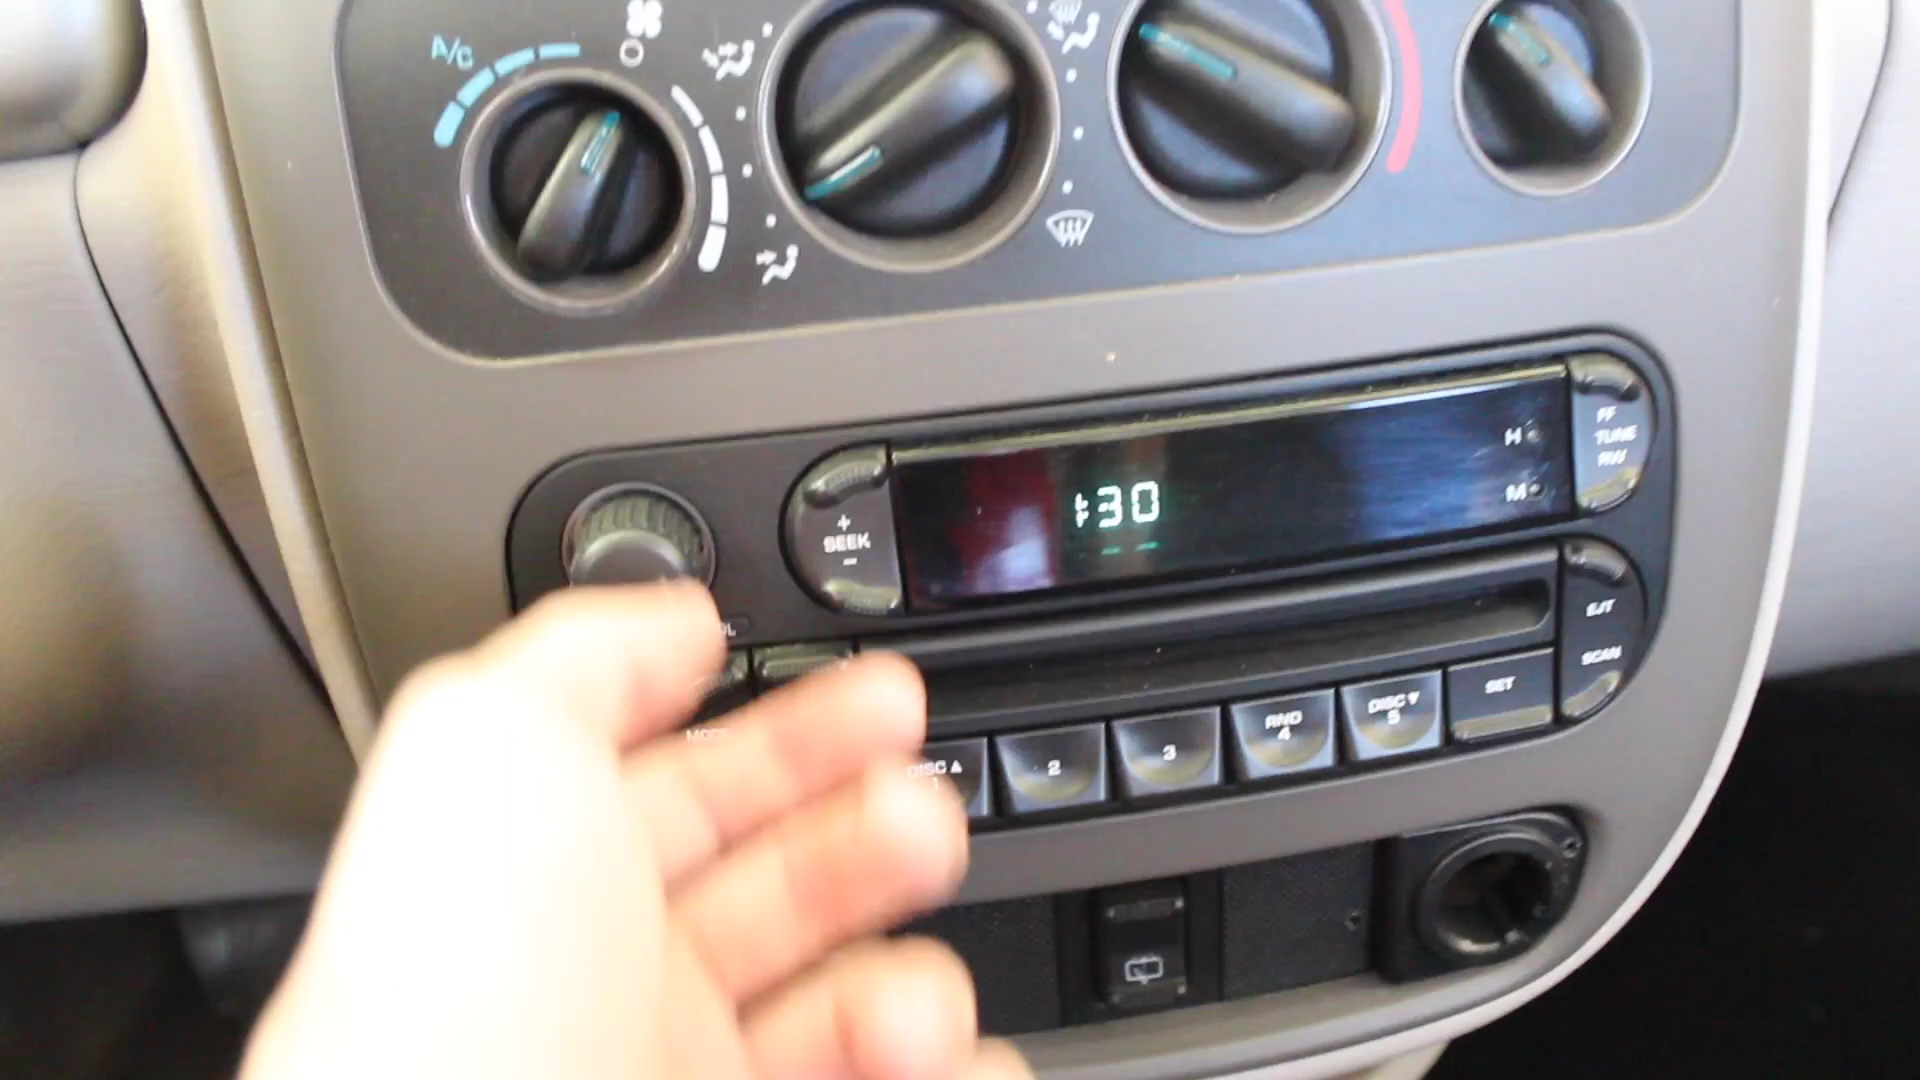 A/C
+
SEEK
-
:30
H
M
FF
TUNE
RW
EJT
SCAN
DISC ▲
1
2
3
RND
4
DISC ▼
5
SET